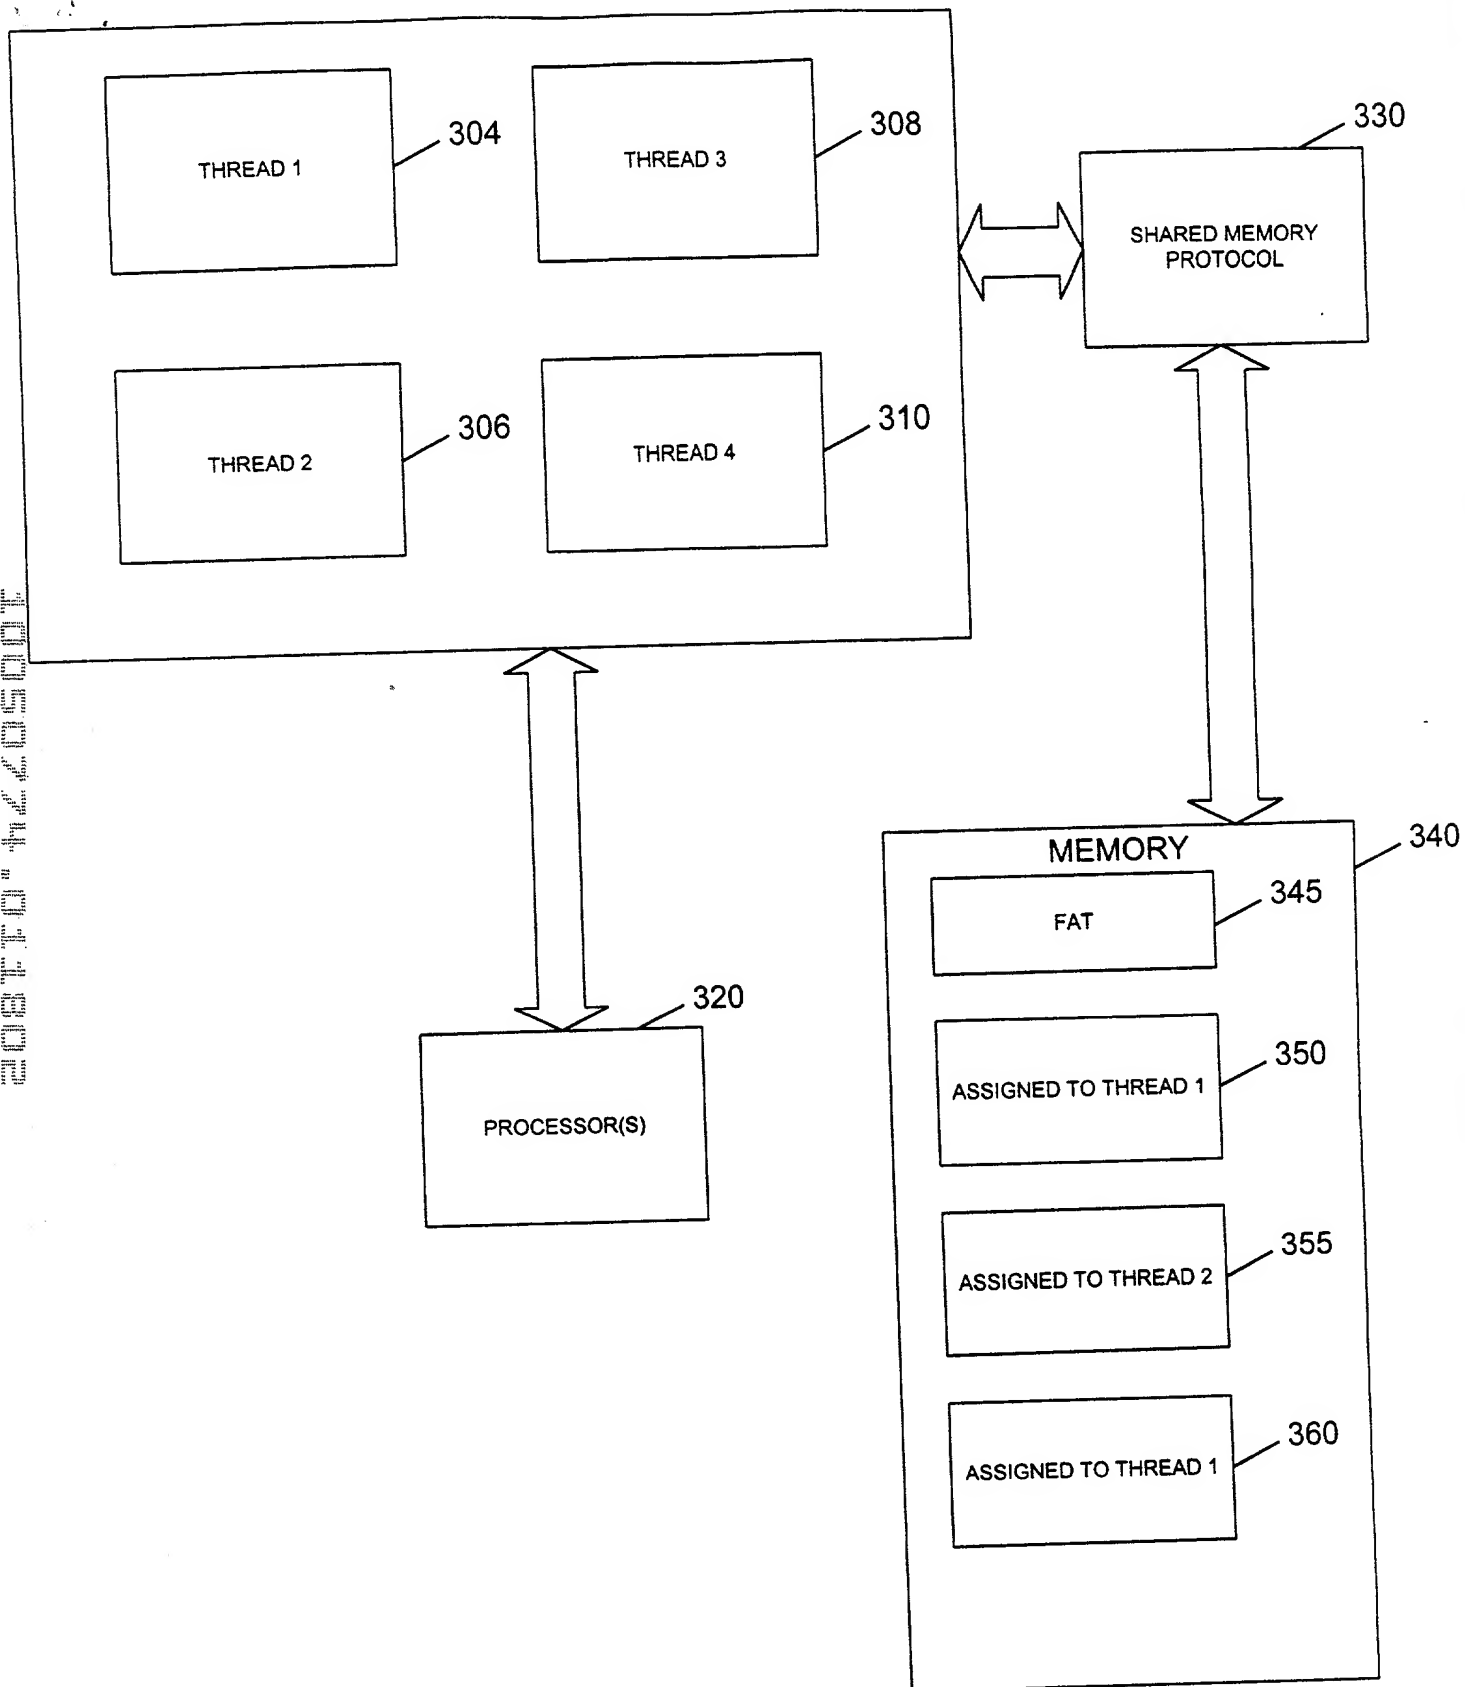 THREAD 1
304
THREAD 3
308
330
SHARED MEMORY
PROTOCOL
THREAD 2
306
THREAD 4
310
MEMORY
340
FAT
345
320
PROCESSOR(S)
ASSIGNED TO THREAD 1
350
ASSIGNED TO THREAD 2
355
ASSIGNED TO THREAD 1
360